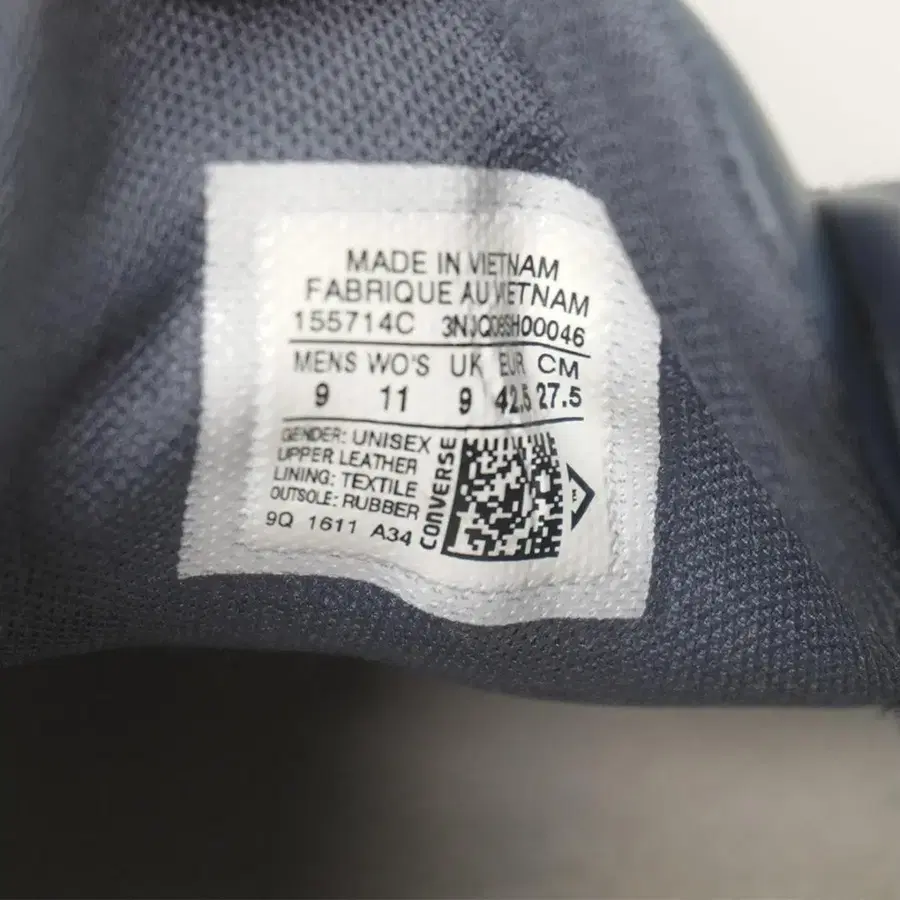 MADE IN VIETNAM
FABRIQUE AU VIETNAM
155714C 3NJQ08SH00046
MENS WO'S UK EUR CM
9 11 9 42.5 27.5
GENDER: UNISEX
UPPER LEATHER
LINING: TEXTILE
OUTSOLE: RUBBER
9Q 1611 A34
CONVERSE
E